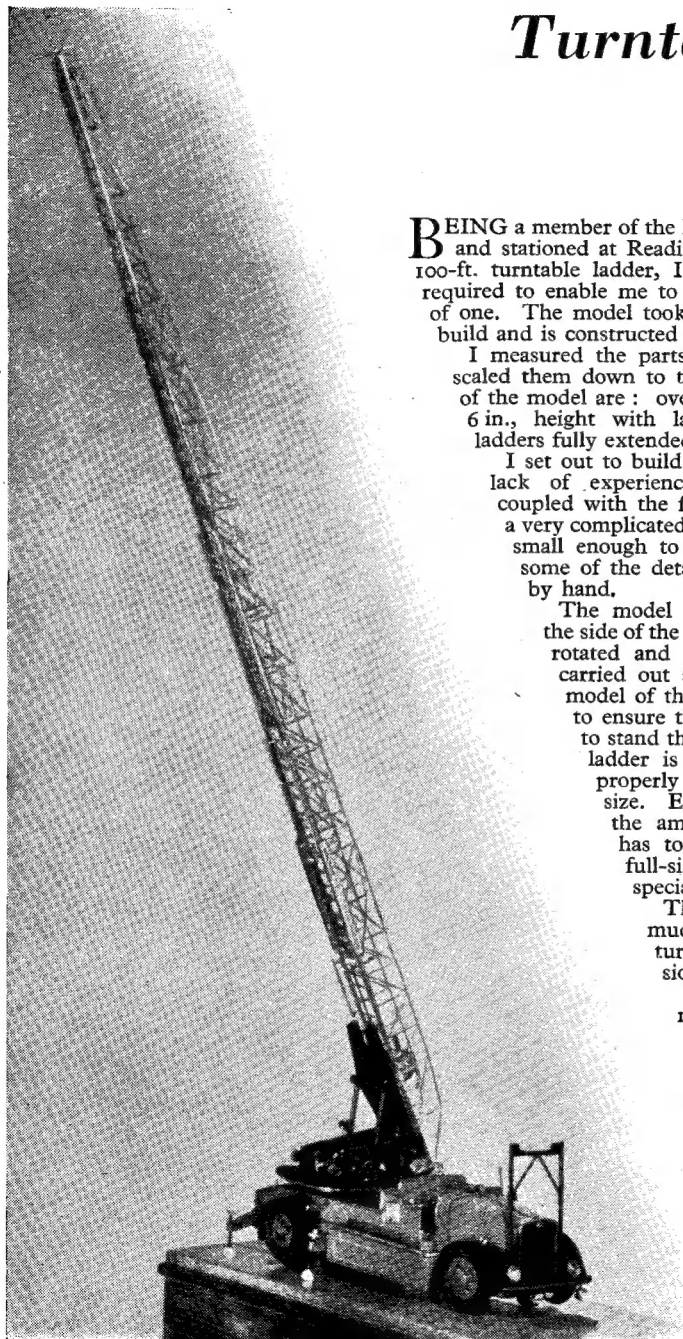 Turnt
BEING a member of the
and stationed at Readi
100-ft. turntable ladder, I
required to enable me to
of one. The model took
build and is constructed
I measured the parts
scaled them down to t
of the model are : ove
6 in., height with la
ladders fully extended
I set out to build
lack of experienc
coupled with the f
a very complicated
small enough to
some of the det
by hand.
The model
the side of the
rotated and
carried out
model of th
to ensure t
to stand th
ladder is
properly
size. E
the am
has to
full-si
specia
Th
muc
tur
sio
1